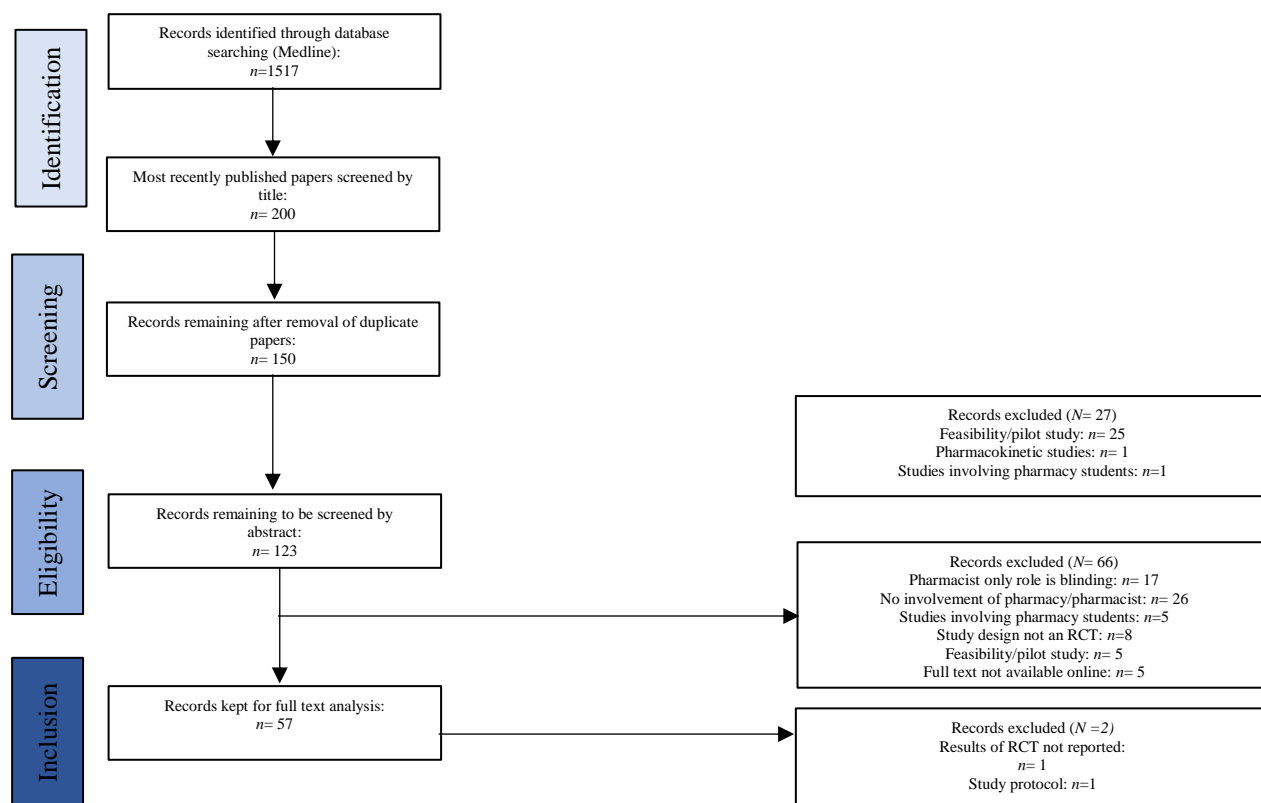 Identification
Records identified through database
searching (Medline):
n=1517
Most recently published papers screened by
title:
n= 200
Screening
Records remaining after removal of duplicate
papers:
n= 150
Records excluded (N= 27)
Feasibility/pilot study: n= 25
Pharmacokinetic studies: n= 1
Studies involving pharmacy students: n=1
Eligibility
Records remaining to be screened by
abstract:
n= 123
Records excluded (N= 66)
Pharmacist only role is blinding: n= 17
No involvement of pharmacy/pharmacist: n= 26
Studies involving pharmacy students: n=5
Study design not an RCT: n=8
Feasibility/pilot study: n= 5
Full text not available online: n= 5
Inclusion
Records kept for full text analysis:
n= 57
Records excluded (N =2)
Results of RCT not reported:
n= 1
Study protocol: n=1